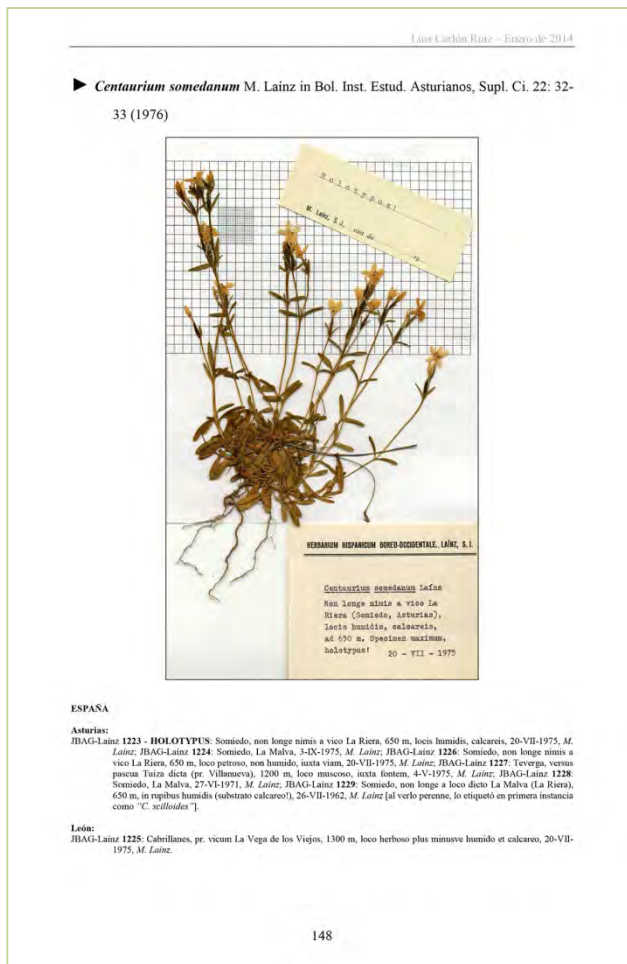 Luis Carlón Ruiz – Enero de 2014
► Centaurium somedanum M. Laínz in Bol. Inst. Estud. Asturianos, Supl. Ci. 22: 32-
33 (1976)
Holotypus!
M. Laínz, S. J., vidit die
19
HERBARIUM HISPANICUM BOREO-OCCIDENTALE. LAÍNZ, S. I.
Centaurium somedanum Laínz
Non longe nimis a vico La
Riera (Somiedo, Asturias),
locis humidis, calcareis,
ad 650 m. Specimen maximum,
holotypus!   20 - VII - 1975
ESPAÑA
Asturias:
JBAG-Laínz 1223 - HOLOTYPUS: Somiedo, non longe nimis a vico La Riera, 650 m, locis humidis, calcareis, 20-VII-1975, M.
Laínz; JBAG-Laínz 1224: Somiedo, La Malva, 3-IX-1975, M. Laínz; JBAG-Laínz 1226: Somiedo, non longe nimis a
vico La Riera, 650 m, loco petroso, non humido, iuxta viam, 20-VII-1975, M. Laínz; JBAG-Laínz 1227: Teverga, versus
pascua Tuiza dicta (pr. Villanueva), 1200 m, loco muscoso, iuxta fontem, 4-V-1975, M. Laínz; JBAG-Laínz 1228:
Somiedo, La Malva, 27-VI-1971, M. Laínz; JBAG-Laínz 1229: Somiedo, non longe a loco dicto La Malva (La Riera),
650 m, in rupibus humidis (substrato calcareo!), 26-VII-1962, M. Laínz [al verlo perenne, lo etiquetó en primera instancia
como "C. scilloides"].
León:
JBAG-Laínz 1225: Cabrillanes, pr. vicum La Vega de los Viejos, 1300 m, loco herboso plus minusve humido et calcareo, 20-VII-
1975, M. Laínz.
148